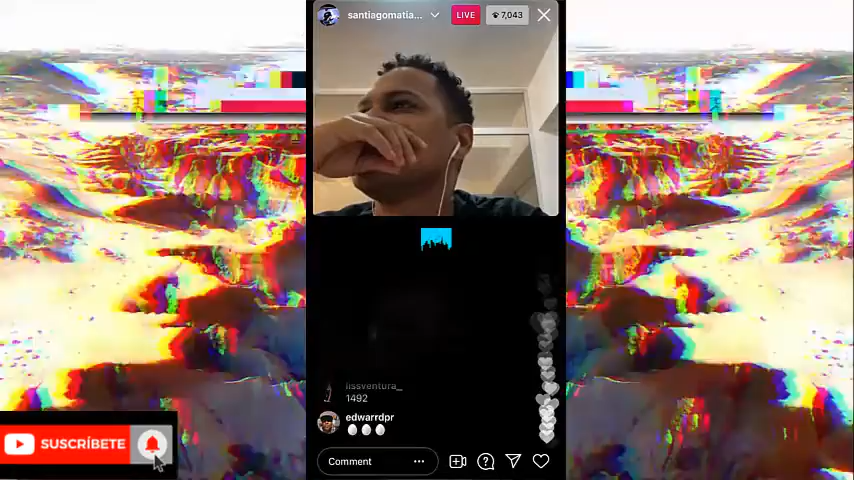 santiagomatia...
LIVE
7,043
lissventura_
1492
edwarrdpr
Comment
SUSCRÍBETE